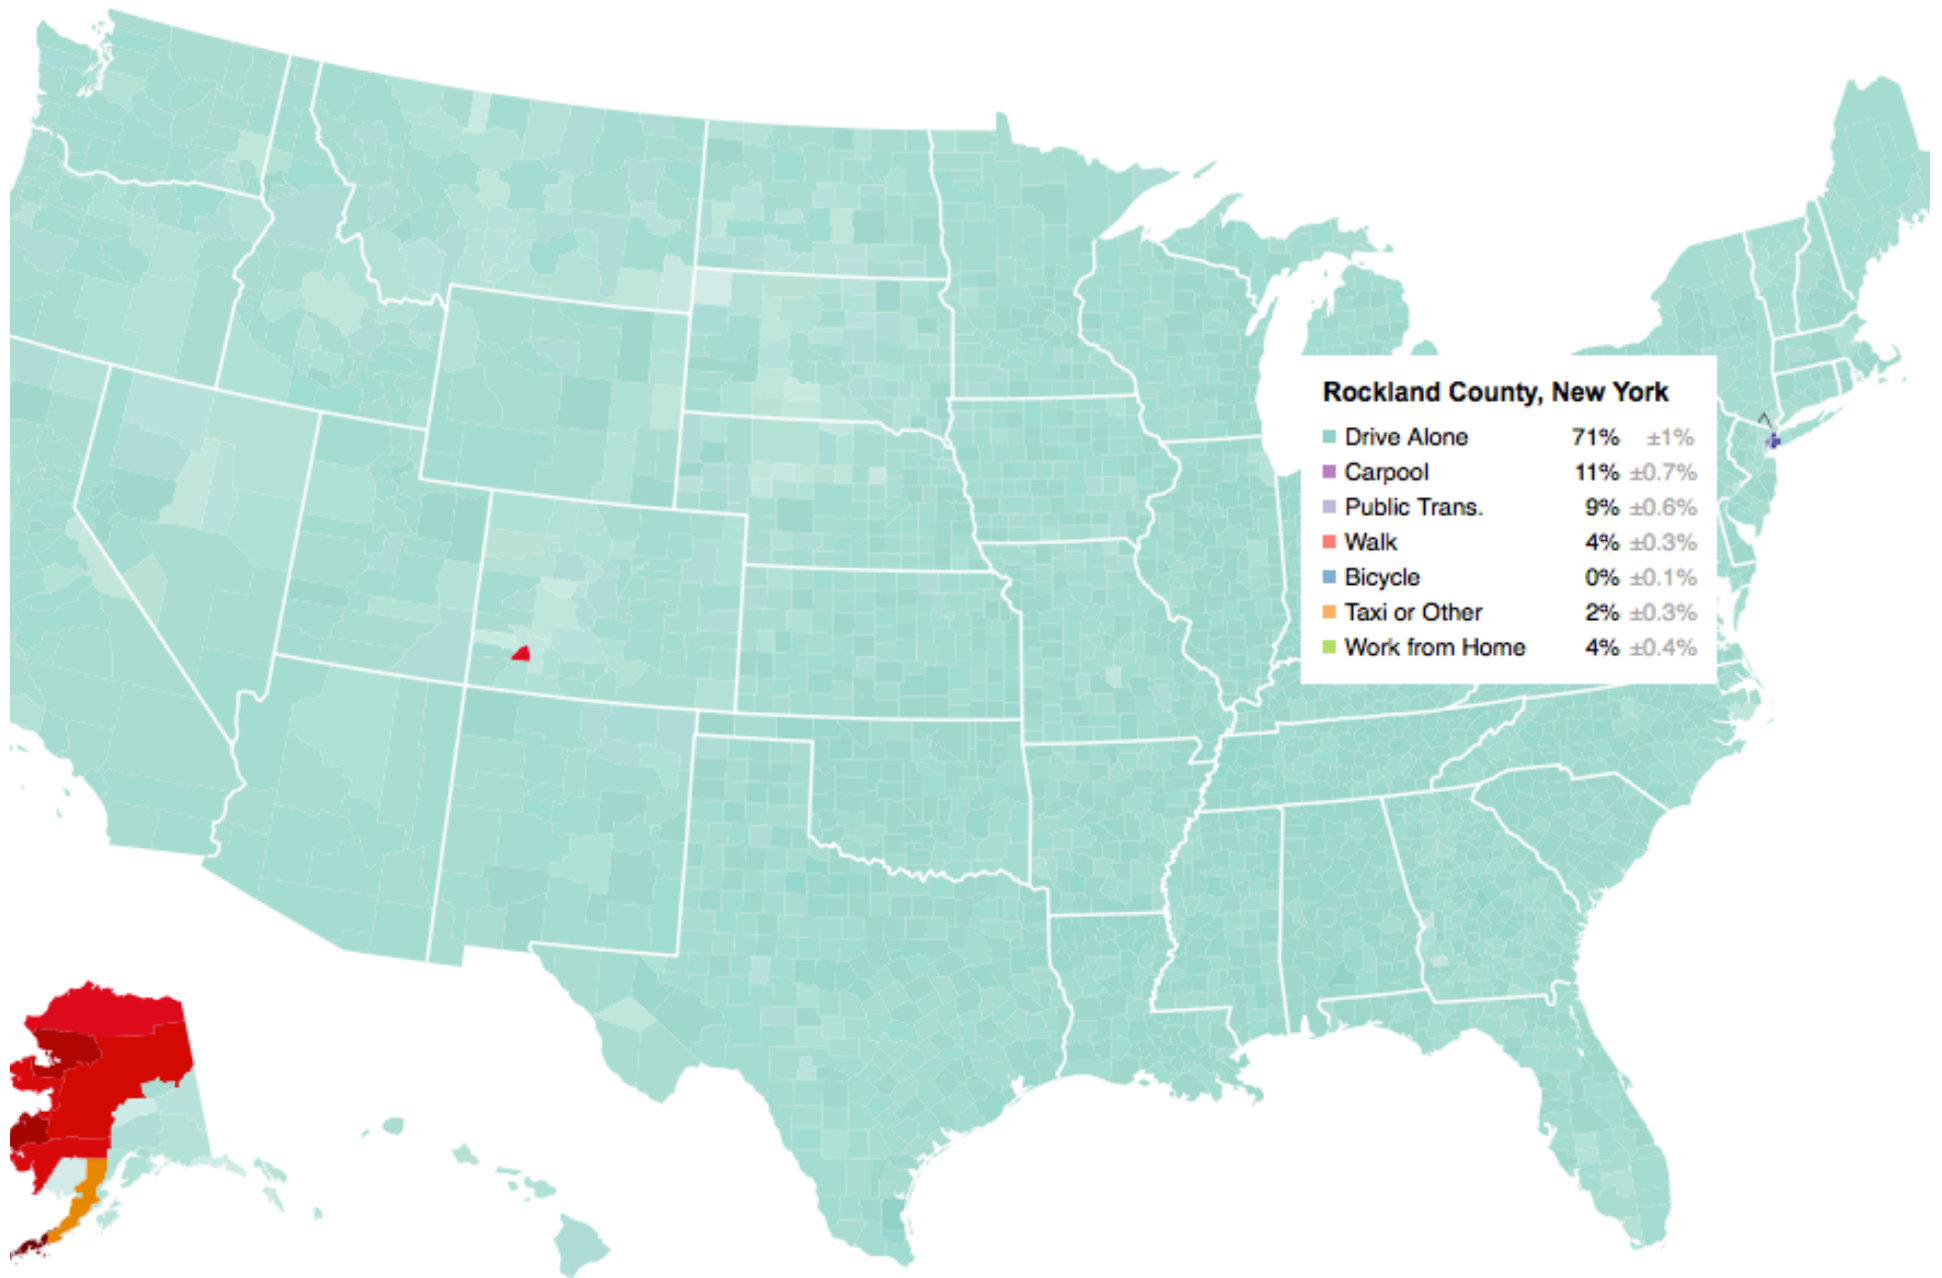 Rockland County, New York
Drive Alone 71% ±1%
Carpool 11% ±0.7%
Public Trans. 9% ±0.6%
Walk 4% ±0.3%
Bicycle 0% ±0.1%
Taxi or Other 2% ±0.3%
Work from Home 4% ±0.4%